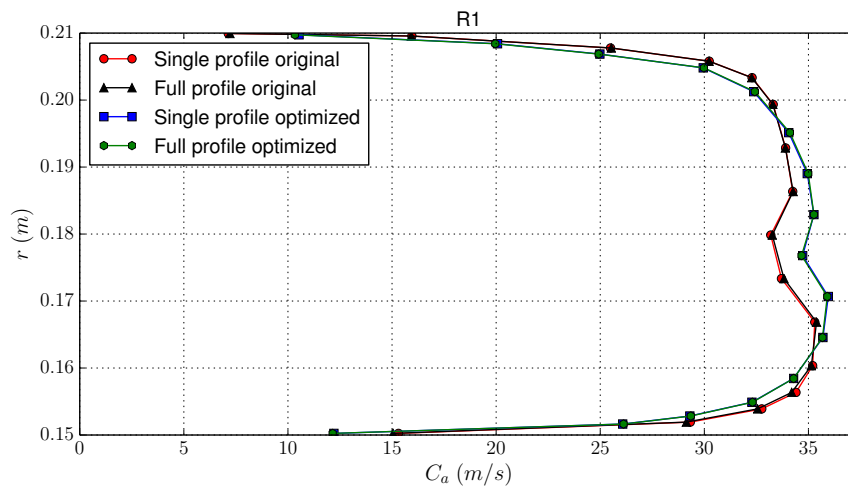 R1
0.21
0.20
0.19
0.18
0.17
0.16
0.15
r (m)
Single profile original
Full profile original
Single profile optimized
Full profile optimized
0 5 10 15 20 25 30 35
C_a (m/s)